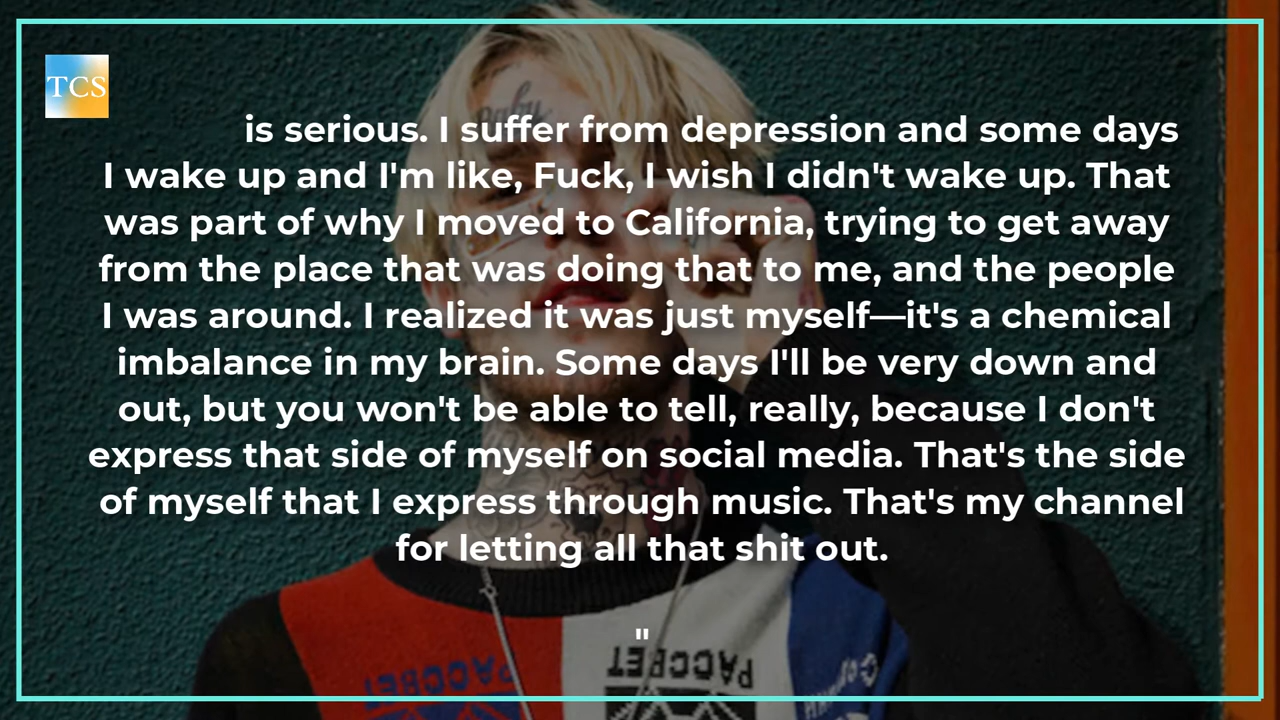 TCS
Baby
is serious. I suffer from depression and some days
I wake up and I'm like, Fuck, I wish I didn't wake up. That
was part of why I moved to California, trying to get away
from the place that was doing that to me, and the people
I was around. I realized it was just myself—it's a chemical
imbalance in my brain. Some days I'll be very down and
out, but you won't be able to tell, really, because I don't
express that side of myself on social media. That's the side
of myself that I express through music. That's my channel
for letting all that shit out.
"
РАССВЕТ РАССВЕТ